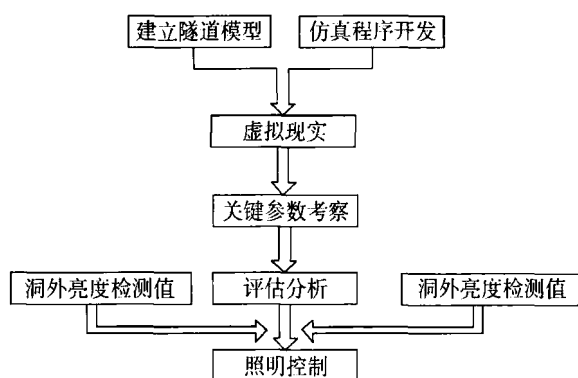 建立隧道模型
仿真程序开发
虚拟现实
关键参数考察
洞外亮度检测值
评估分析
洞外亮度检测值
照明控制